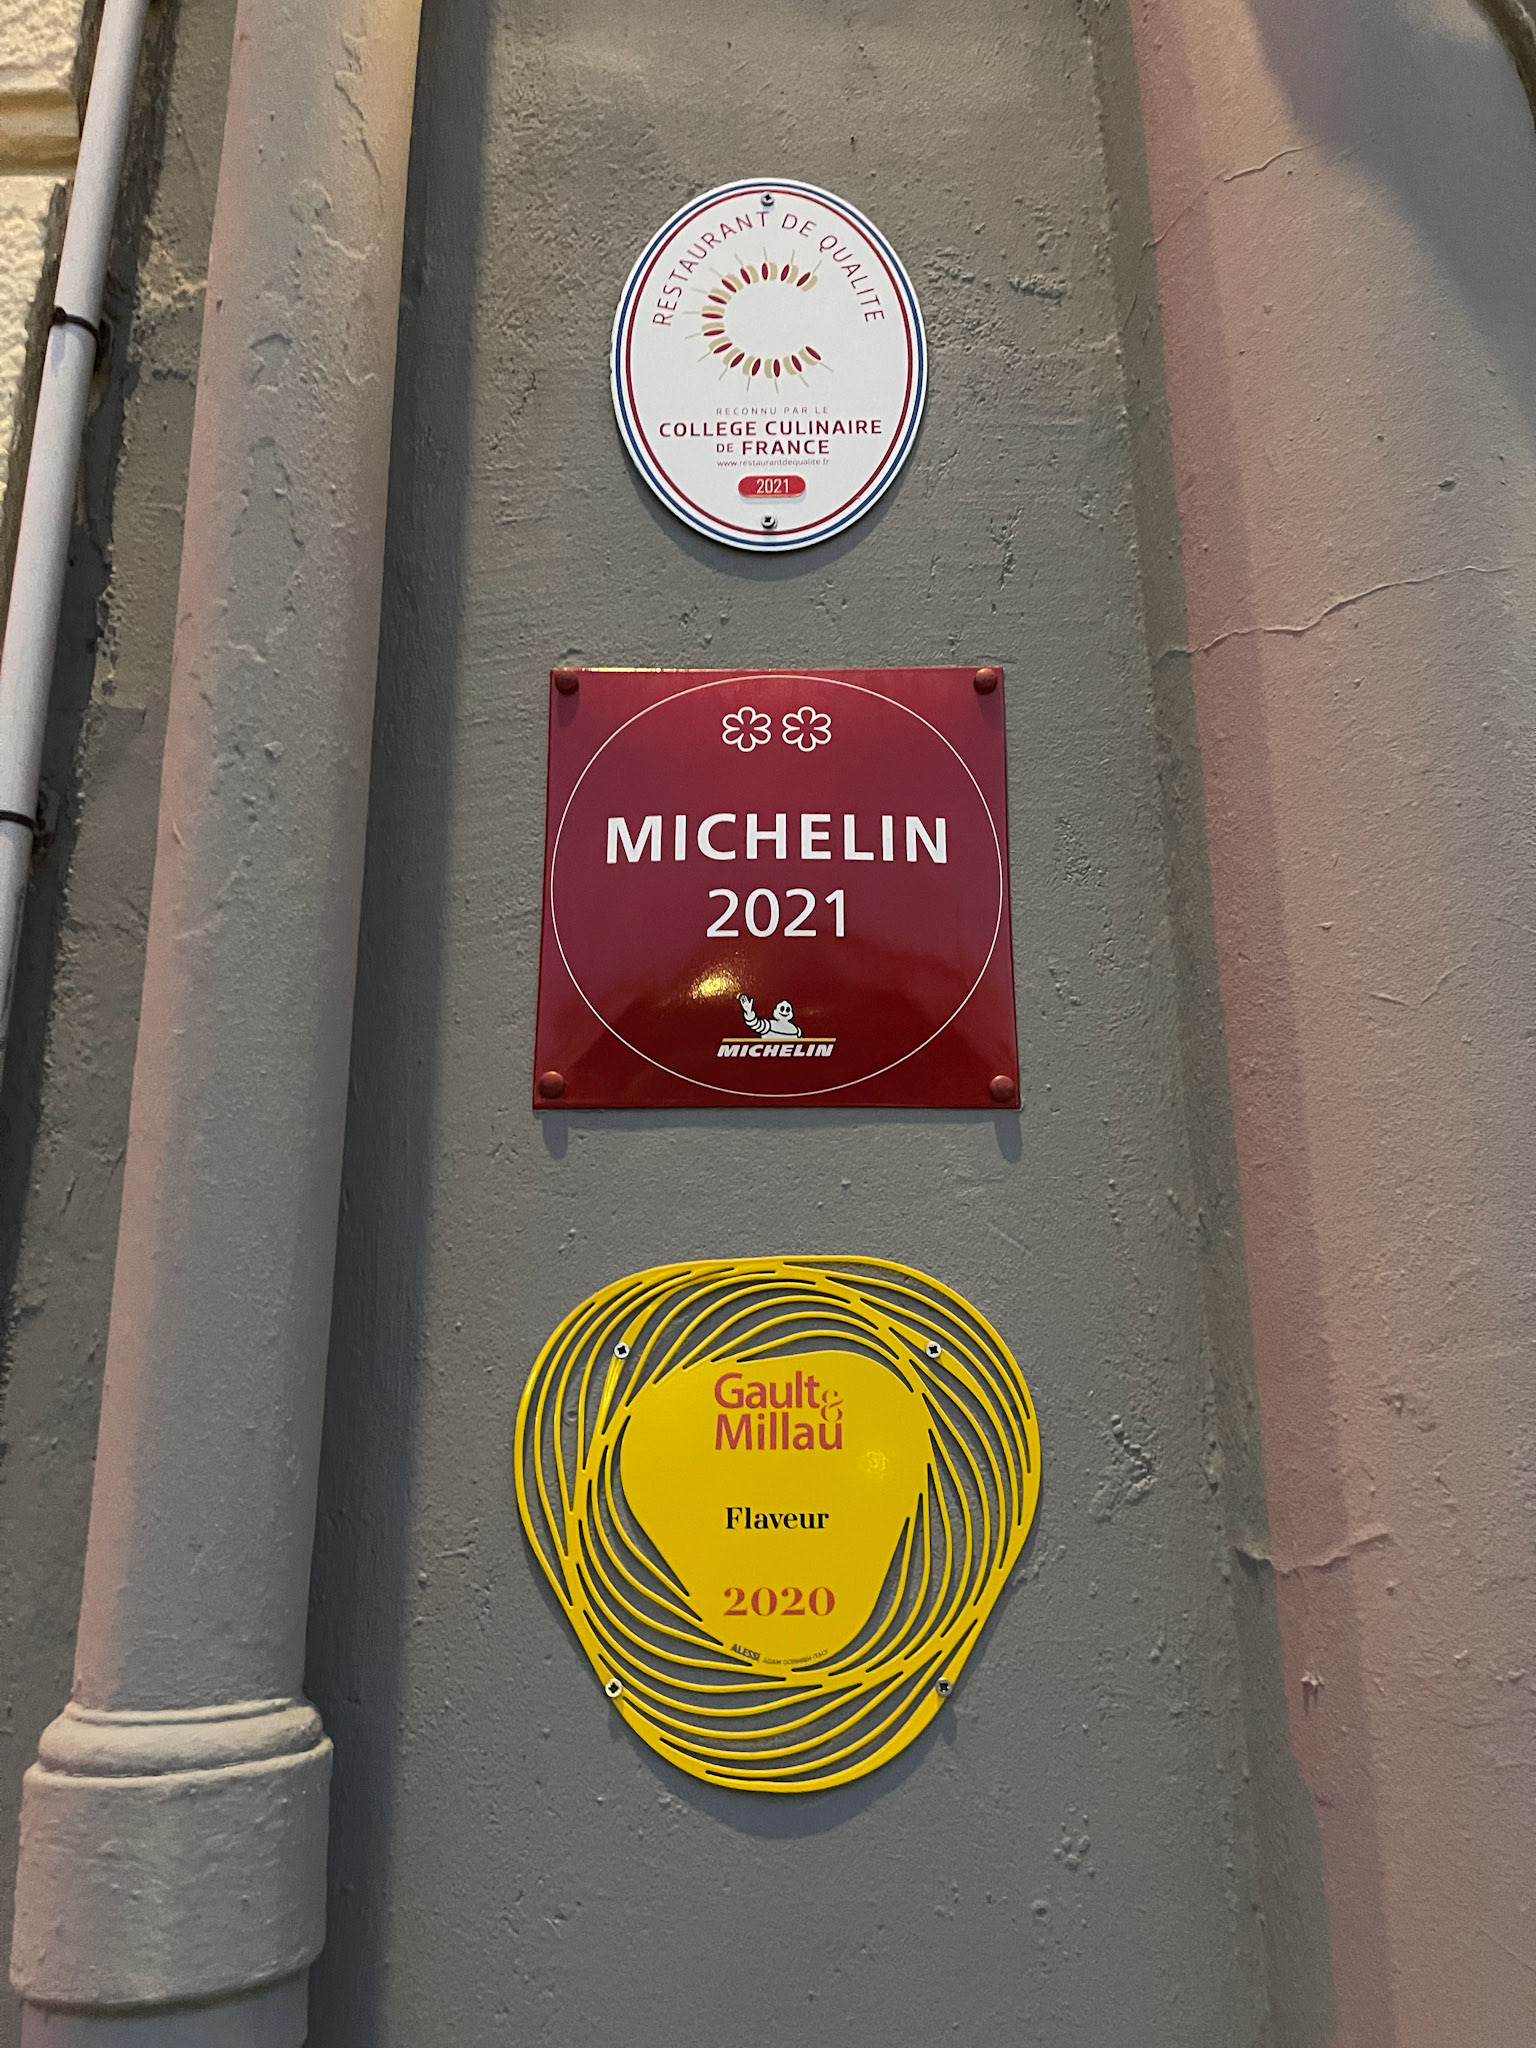 RESTAURANT DE QUALITE
RECONNU PAR LE
COLLEGE CULINAIRE
DE FRANCE
www.restaurantdequalite.fr
2021
MICHELIN
2021
MICHELIN
Gault&
Millau
Flaveur
2020
ALESSI